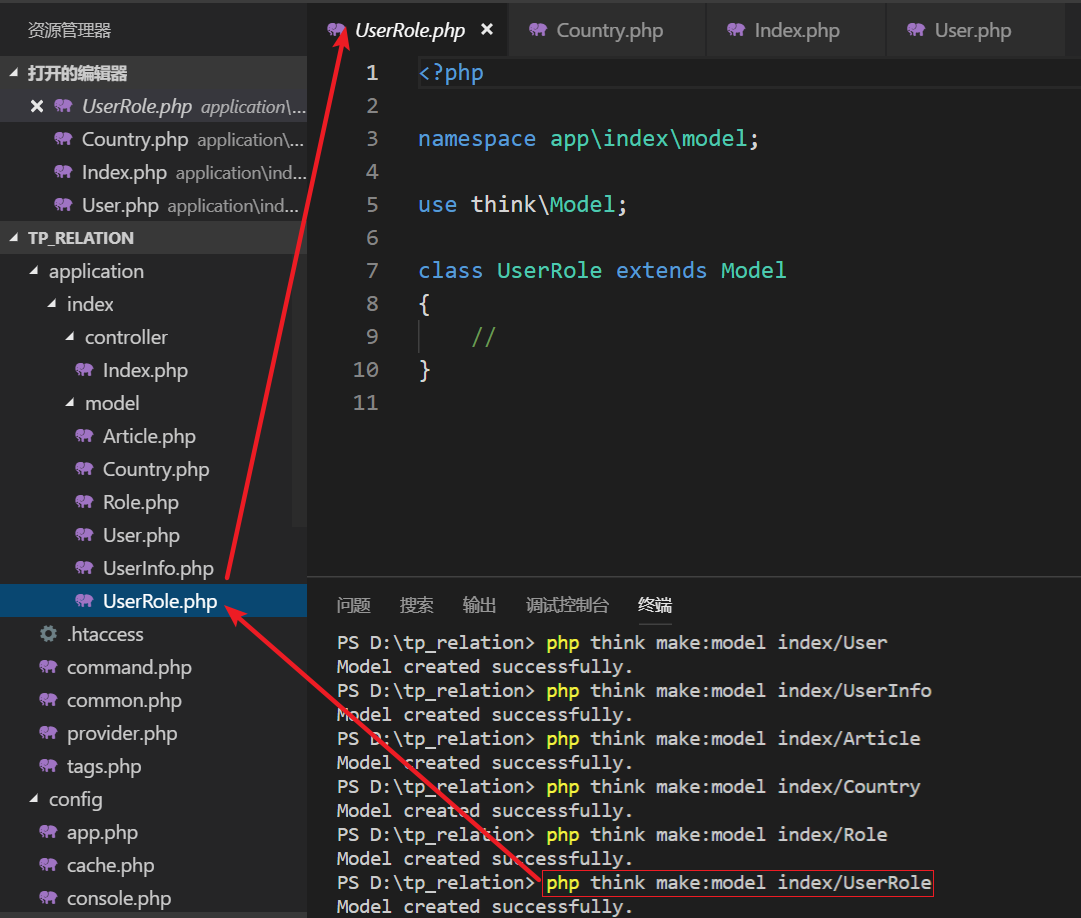 资源管理器
打开的编辑器
UserRole.php application\...
Country.php application\...
Index.php application\ind...
User.php application\ind...
TP_RELATION
application
index
controller
Index.php
model
Article.php
Country.php
Role.php
User.php
UserInfo.php
UserRole.php
.htaccess
command.php
common.php
provider.php
tags.php
config
app.php
cache.php
console.php
UserRole.php Country.php Index.php User.php
1 <?php
2
3 namespace app\index\model;
4
5 use think\Model;
6
7 class UserRole extends Model
8 {
9 //
10 }
11
问题 搜索 输出 调试控制台 终端
PS D:\tp_relation> php think make:model index/User
Model created successfully.
PS D:\tp_relation> php think make:model index/UserInfo
Model created successfully.
PS D:\tp_relation> php think make:model index/Article
Model created successfully.
PS D:\tp_relation> php think make:model index/Country
Model created successfully.
PS D:\tp_relation> php think make:model index/Role
Model created successfully.
PS D:\tp_relation> php think make:model index/UserRole
Model created successfully.